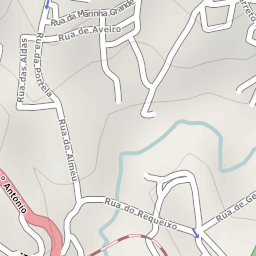 Rua da Marinha Grande
Rua de Aveiro
Rua das Aldas
Rua da Portela
Rua do Almeu
António
Rua do Requeixo
Rua de Ge